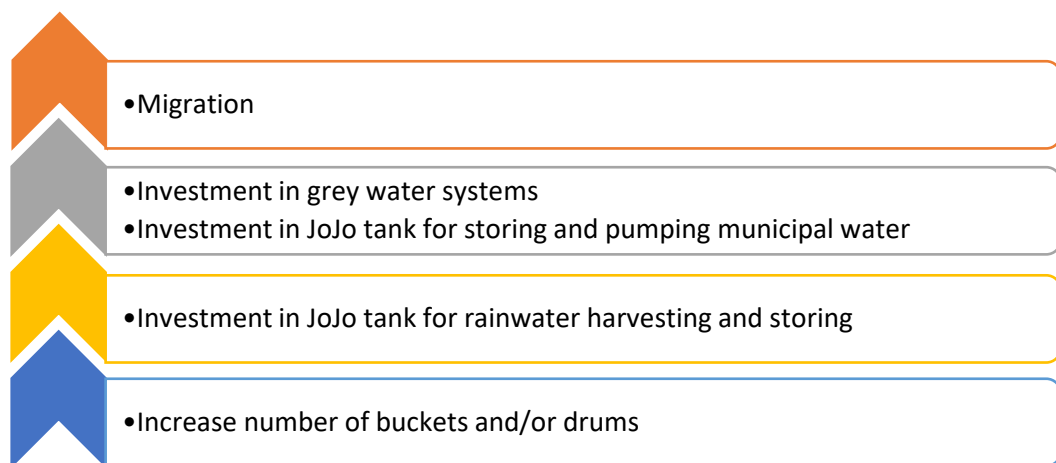 •Migration
•Investment in grey water systems
•Investment in JoJo tank for storing and pumping municipal water
•Investment in JoJo tank for rainwater harvesting and storing
•Increase number of buckets and/or drums